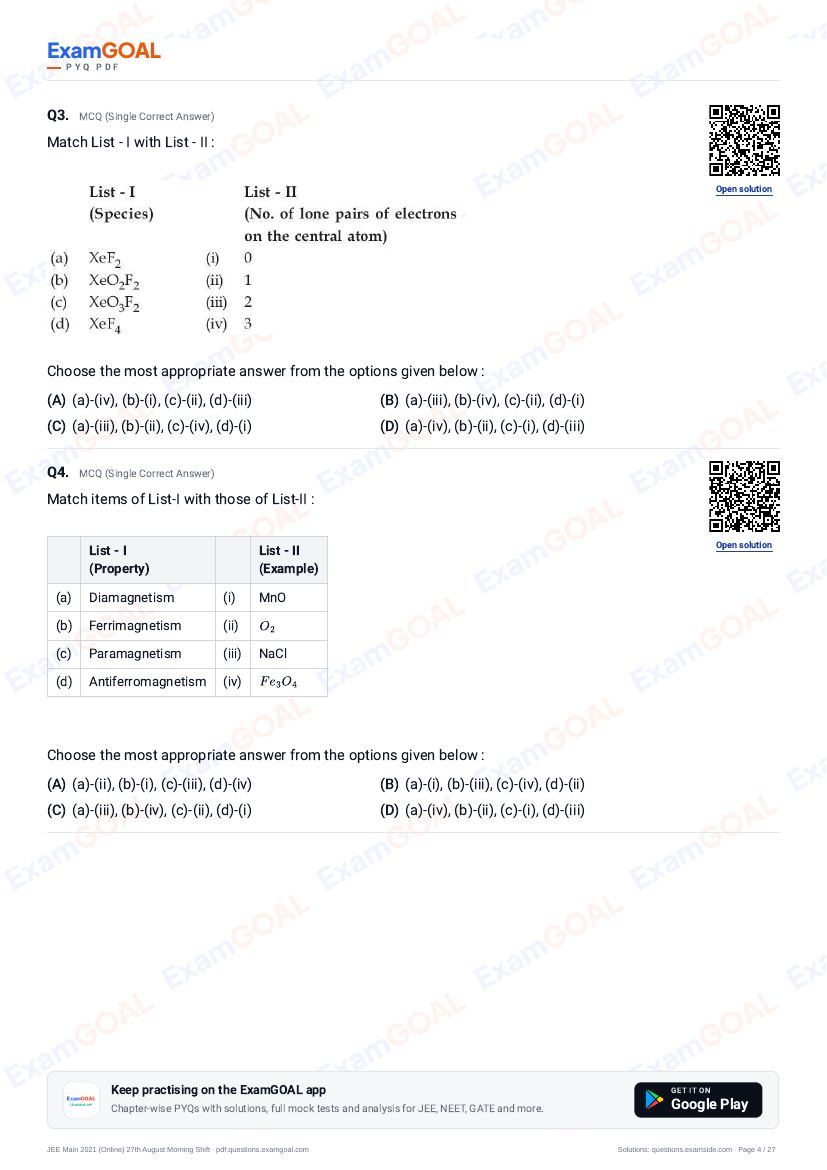 ExamGOAL
PYQ PDF
Q3. MCQ (Single Correct Answer)
Match List - I with List - II :
Open solution
List - I List - II
(Species) (No. of lone pairs of electrons
on the central atom)
(a) XeF₂ (i) 0
(b) XeO₂F₂ (ii) 1
(c) XeO₃F₂ (iii) 2
(d) XeF₄ (iv) 3
Choose the most appropriate answer from the options given below :
(A) (a)-(iv), (b)-(i), (c)-(ii), (d)-(iii) (B) (a)-(iii), (b)-(iv), (c)-(ii), (d)-(i)
(C) (a)-(iii), (b)-(ii), (c)-(iv), (d)-(i) (D) (a)-(iv), (b)-(ii), (c)-(i), (d)-(iii)
Q4. MCQ (Single Correct Answer)
Match items of List-I with those of List-II :
Open solution
List - I List - II
(Property) (Example)
(a) Diamagnetism (i) MnO
(b) Ferrimagnetism (ii) O₂
(c) Paramagnetism (iii) NaCl
(d) Antiferromagnetism (iv) Fe₃O₄
Choose the most appropriate answer from the options given below :
(A) (a)-(ii), (b)-(i), (c)-(iii), (d)-(iv) (B) (a)-(i), (b)-(iii), (c)-(iv), (d)-(ii)
(C) (a)-(iii), (b)-(iv), (c)-(ii), (d)-(i) (D) (a)-(iv), (b)-(ii), (c)-(i), (d)-(iii)
ExamGOAL
Keep practising on the ExamGOAL app
Chapter-wise PYQs with solutions, full mock tests and analysis for JEE, NEET, GATE and more.
GET IT ON
Google Play
JEE Main 2021 (Online) 27th August Morning Shift · pdf.questions.examgoal.com Solutions: questions.examside.com · Page 4 / 27